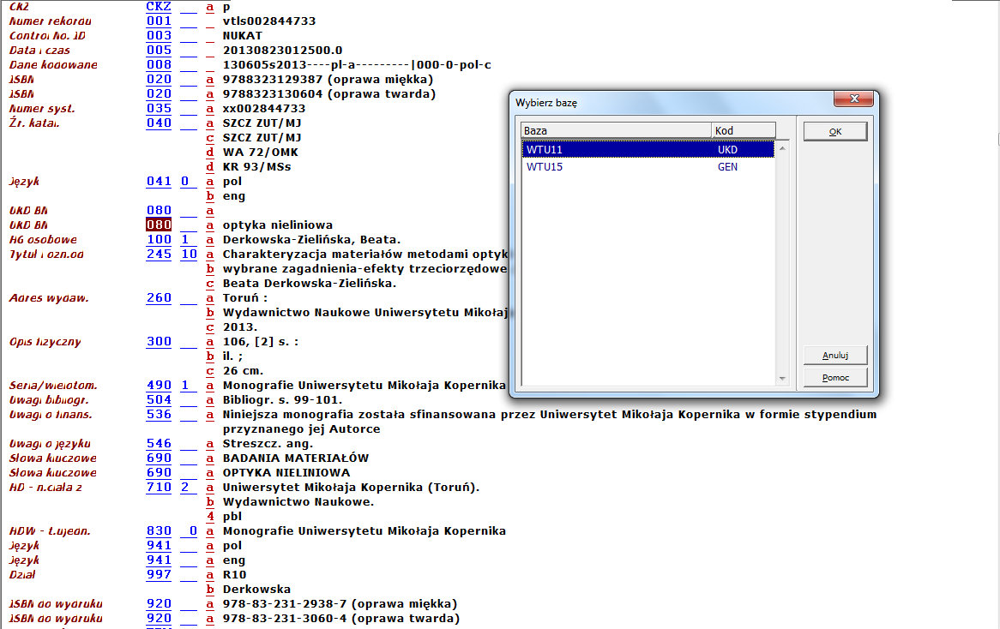 CKZ CKZ a p
Numer rekordu 001 _ vtls002844733
Control No. ID 003 _ NUKAT
Data i czas 005 _ 20130823012500.0
Dane kodowane 008 _ 130605s2013----pl-a---------|000-0-pol-c
ISBN 020 a 9788323129387 (oprawa miękka)
ISBN 020 a 9788323130604 (oprawa twarda)
Numer syst. 035 a xx002844733
Źr. katal. 040 a SZCZ ZUT/MJ
c SZCZ ZUT/MJ
d WA 72/OMK
d KR 93/MSs
Język 041 0 a pol
b eng
UKD BN 080 a
UKD BN 080 a optyka nieliniowa
HG osobowe 100 1 a Derkowska-Zielińska, Beata.
Tytuł i ozn.od 245 10 a Charakteryzacja materiałów metodami optyk
b wybrane zagadnienia-efekty trzeciorzędowe
c Beata Derkowska-Zielińska.
Adres wydaw. 260 a Toruń :
b Wydawnictwo Naukowe Uniwersytetu Mikołaj
c 2013.
Opis fizyczny 300 a 106, [2] s. :
b il. ;
c 26 cm.
Seria/wielotom. 490 1 a Monografie Uniwersytetu Mikołaja Kopernika
Uwagi bibliogr. 504 a Bibliogr. s. 99-101.
Uwagi o finans. 536 a Niniejsza monografia została sfinansowana przez Uniwersytet Mikołaja Kopernika w formie stypendium
przyznanego jej Autorce
Uwagi o języku 546 a Streszcz. ang.
Słowa kluczowe 690 a BADANIA MATERIAŁÓW
Słowa kluczowe 690 a OPTYKA NIELINIOWA
HD - n.ciała z 710 2 a Uniwersytet Mikołaja Kopernika (Toruń).
b Wydawnictwo Naukowe.
4 pbl
HDW - t.ujedn. 830 0 a Monografie Uniwersytetu Mikołaja Kopernika
Język 941 a pol
Język 941 a eng
Dział 997 a R10
b Derkowska
ISBN do wydruku 920 a 978-83-231-2938-7 (oprawa miękka)
ISBN do wydruku 920 a 978-83-231-3060-4 (oprawa twarda)
Wybierz bazę
Baza Kod
WTU11 UKD
WTU15 GEN
OK
Anuluj
Pomoc